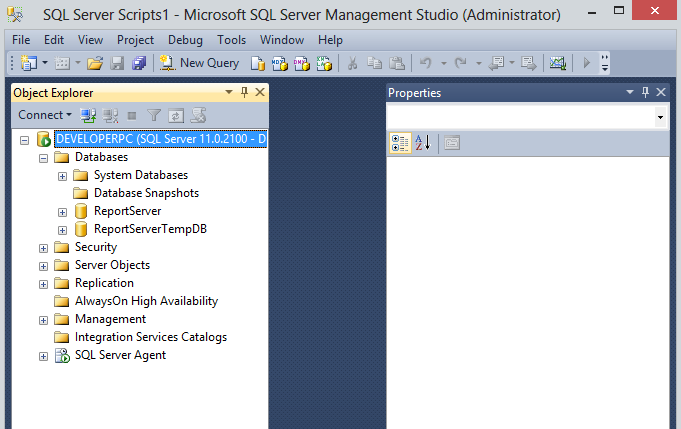 SQL Server Scripts1 - Microsoft SQL Server Management Studio (Administrator)
File Edit View Project Debug Tools Window Community Help
New Query
Object Explorer
Connect
DEVELOPERPC (SQL Server 11.0.2100 - D
Databases
System Databases
Database Snapshots
ReportServer
ReportServerTempDB
Security
Server Objects
Replication
AlwaysOn High Availability
Management
Integration Services Catalogs
SQL Server Agent
Properties